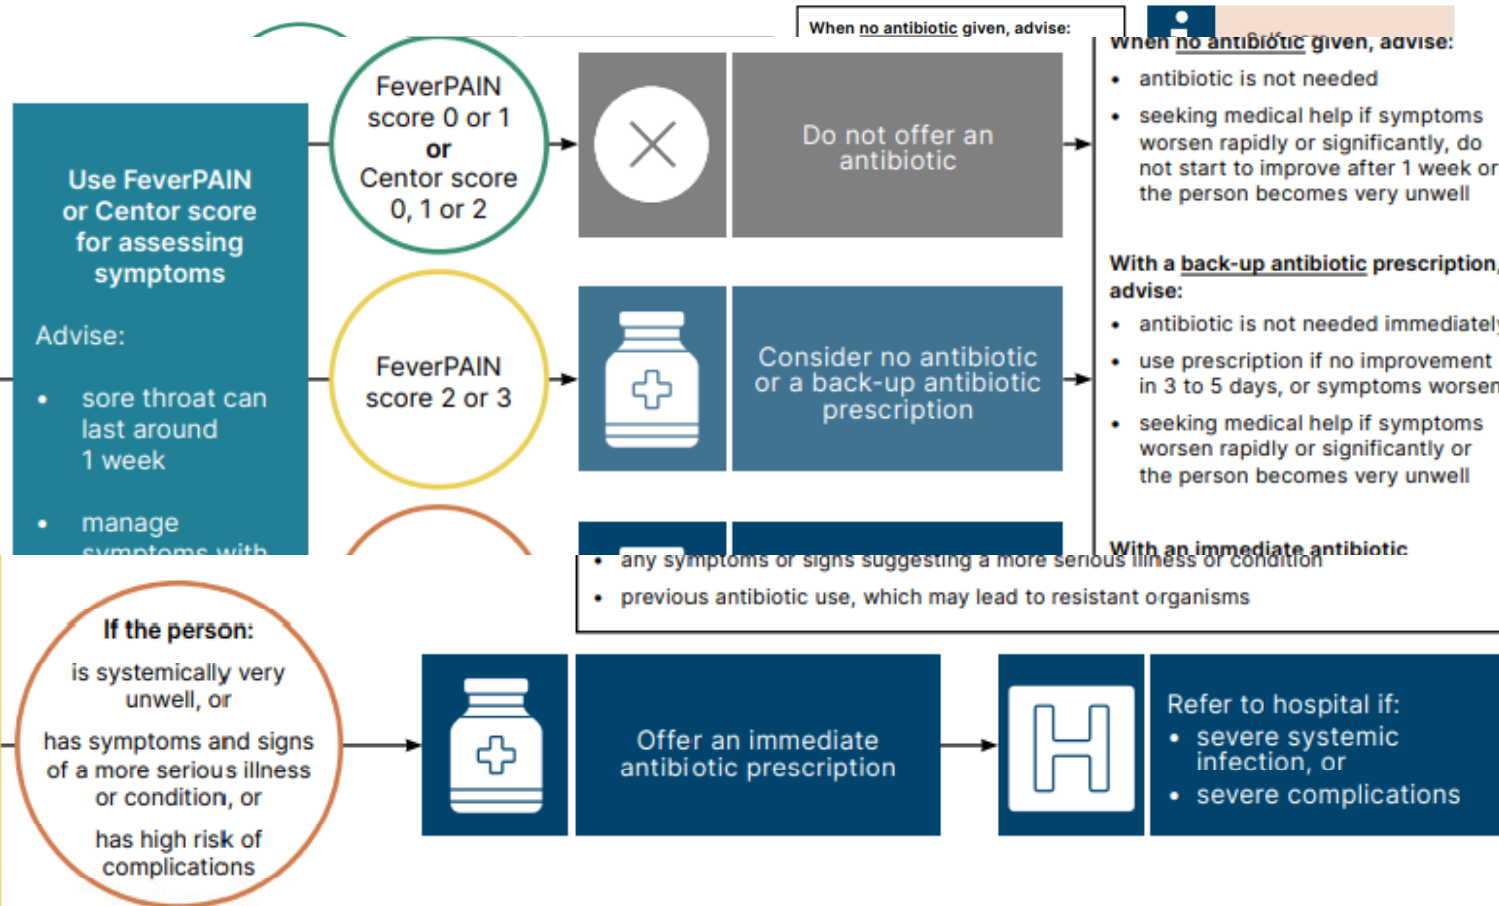 When no antibiotic given, advise:
Use FeverPAIN
or Centor score
for assessing
symptoms
Advise:
• sore throat can
last around
1 week
• manage
symptoms with
FeverPAIN
score 0 or 1
or
Centor score
0, 1 or 2
Do not offer an
antibiotic
When no antibiotic given, advise:
• antibiotic is not needed
• seeking medical help if symptoms
worsen rapidly or significantly, do
not start to improve after 1 week or
the person becomes very unwell
FeverPAIN
score 2 or 3
Consider no antibiotic
or a back-up antibiotic
prescription
With a back-up antibiotic prescription,
advise:
• antibiotic is not needed immediately
• use prescription if no improvement
in 3 to 5 days, or symptoms worsen
• seeking medical help if symptoms
worsen rapidly or significantly or
the person becomes very unwell
With an immediate antibiotic
• any symptoms or signs suggesting a more serious illness or condition
• previous antibiotic use, which may lead to resistant organisms
If the person:
is systemically very
unwell, or
has symptoms and signs
of a more serious illness
or condition, or
has high risk of
complications
Offer an immediate
antibiotic prescription
H
Refer to hospital if:
• severe systemic
infection, or
• severe complications